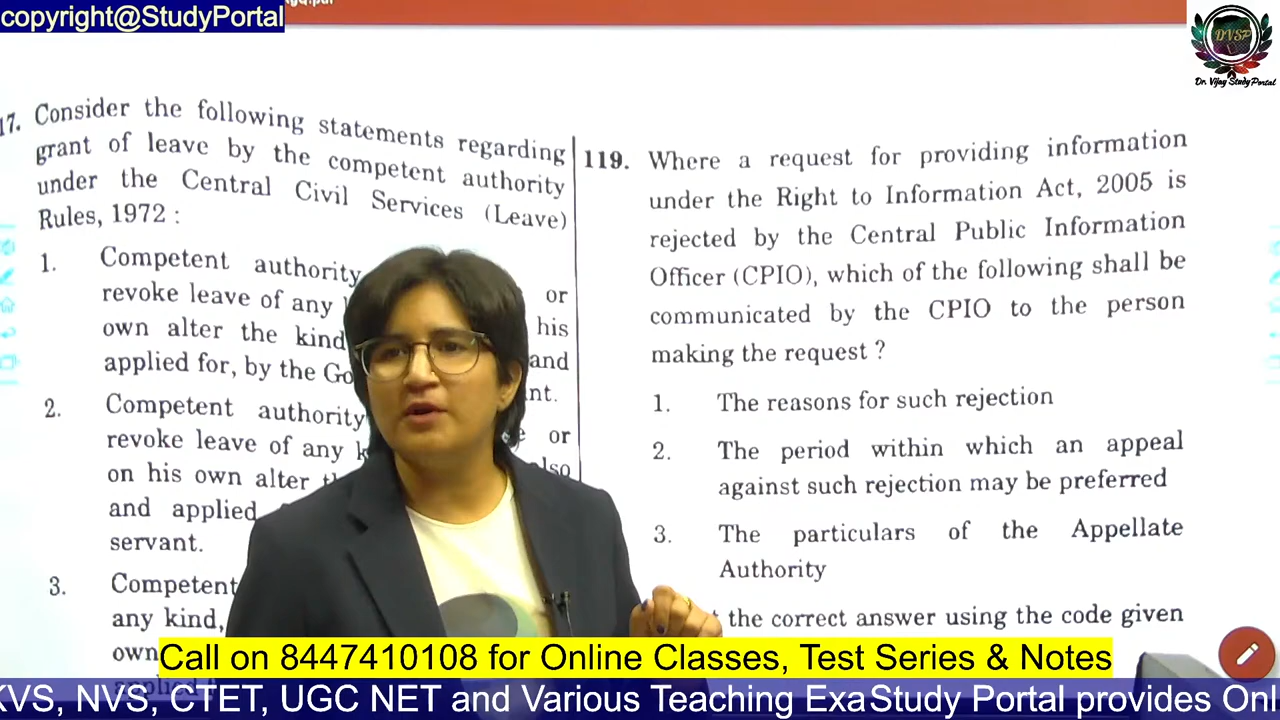 copyright@StudyPortal
DVSP
Dr. Vijay StudyPortal
17. Consider the following statements regarding
grant of leave by the competent authority
under the Central Civil Services (Leave)
Rules, 1972 :
1. Competent authority or
revoke leave of any his
own alter the kind and
applied for, by the Go nt.
2. Competent authority or
revoke leave of any k also
on his own alter th
and applied
servant.
3. Competent
any kind,
own
applied
119. Where a request for providing information
under the Right to Information Act, 2005 is
rejected by the Central Public Information
Officer (CPIO), which of the following shall be
communicated by the CPIO to the person
making the request ?
1. The reasons for such rejection
2. The period within which an appeal
against such rejection may be preferred
3. The particulars of the Appellate
Authority
the correct answer using the code given
Call on 8447410108 for Online Classes, Test Series & Notes
KVS, NVS, CTET, UGC NET and Various Teaching Exa Study Portal provides Onl